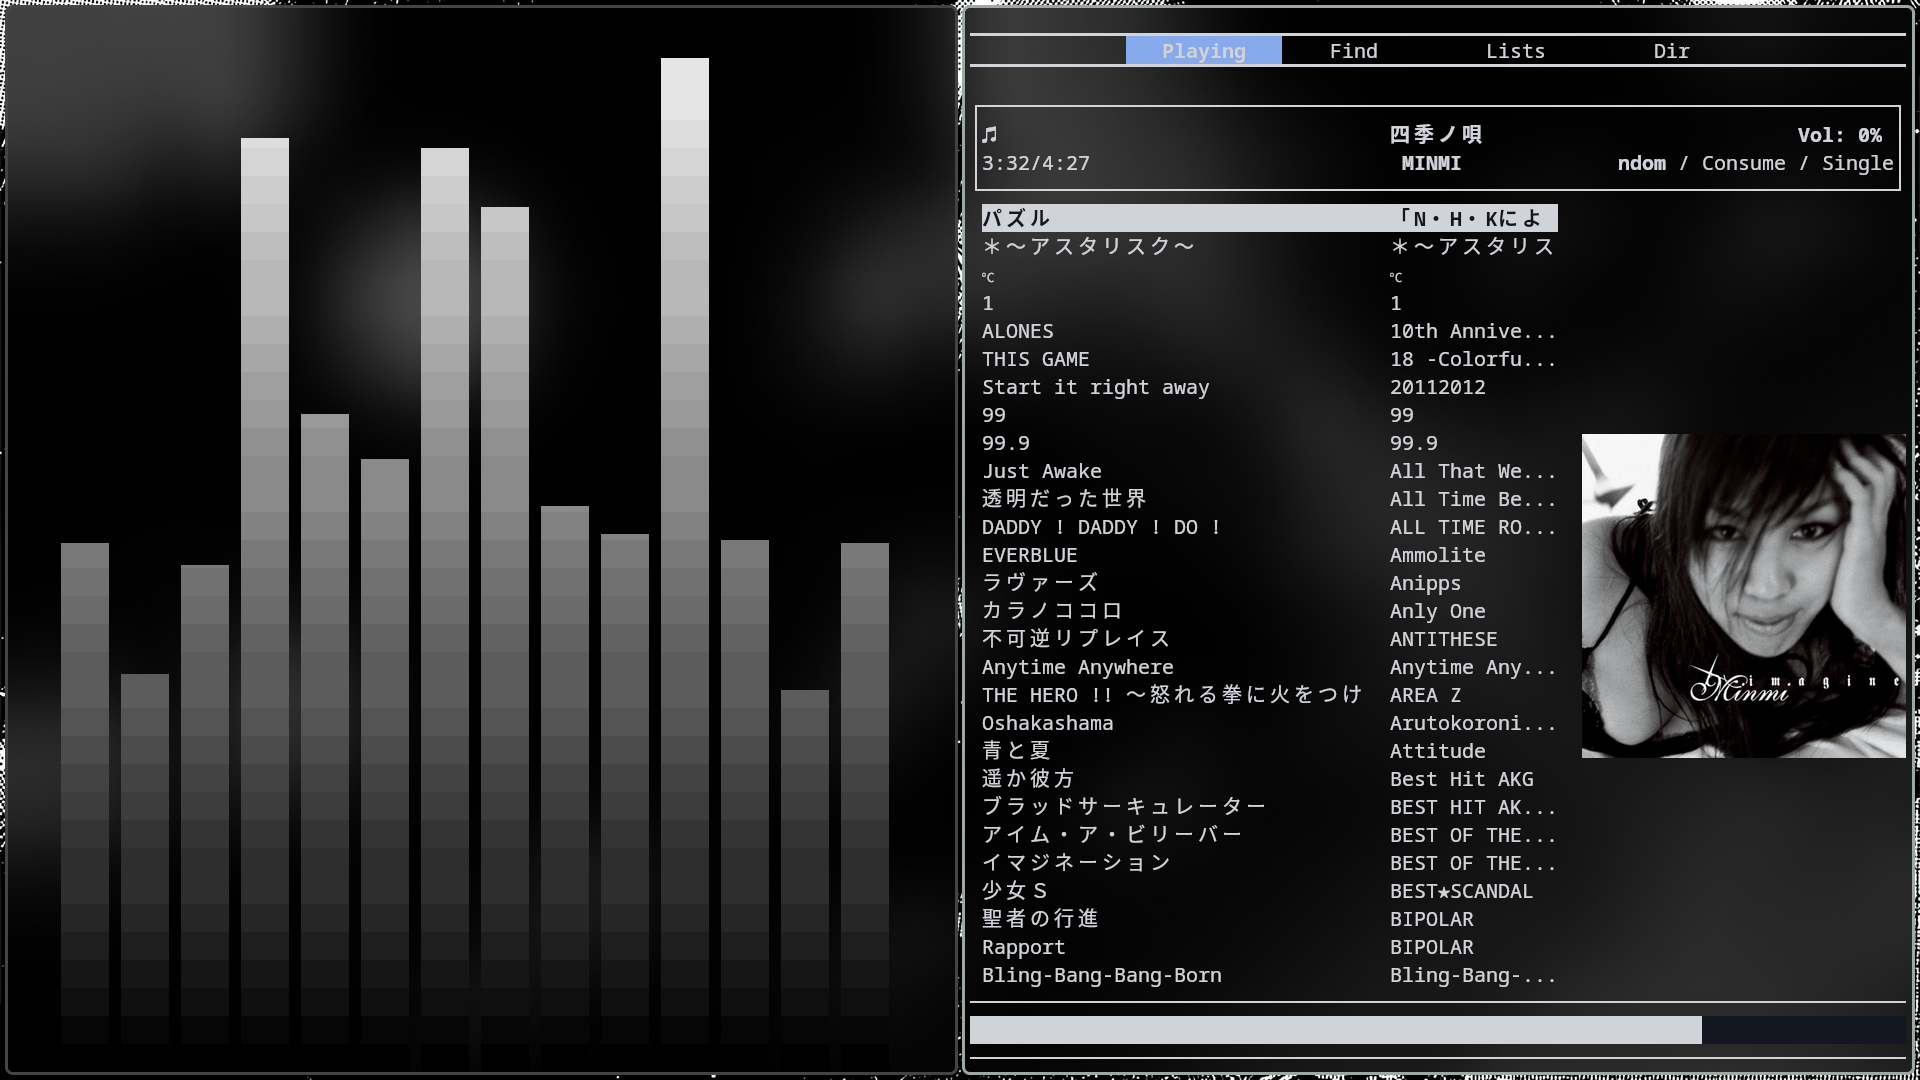 Playing Find Lists Dir
♫ 四季ノ唄 Vol: 0%
3:32/4:27 MINMI ndom / Consume / Single
パズル 「N・H・Kによ
＊～アスタリスク～ ＊～アスタリス
℃ ℃
1 1
ALONES 10th Annive...
THIS GAME 18 -Colorfu...
Start it right away 20112012
99 99
99.9 99.9
Just Awake All That We...
透明だった世界 All Time Be...
DADDY ! DADDY ! DO ! ALL TIME RO...
EVERBLUE Ammolite
ラヴァーズ Anipps
カラノココロ Anly One
不可逆リプレイス ANTITHESE
Anytime Anywhere Anytime Any...
THE HERO !! ～怒れる拳に火をつけ AREA Z
Oshakashama Arutokoroni...
青と夏 Attitude
遥か彼方 Best Hit AKG
ブラッドサーキュレーター BEST HIT AK...
アイム・ア・ビリーバー BEST OF THE...
イマジネーション BEST OF THE...
少女Ｓ BEST★SCANDAL
聖者の行進 BIPOLAR
Rapport BIPOLAR
Bling-Bang-Bang-Born Bling-Bang-...
imagine
Minmi